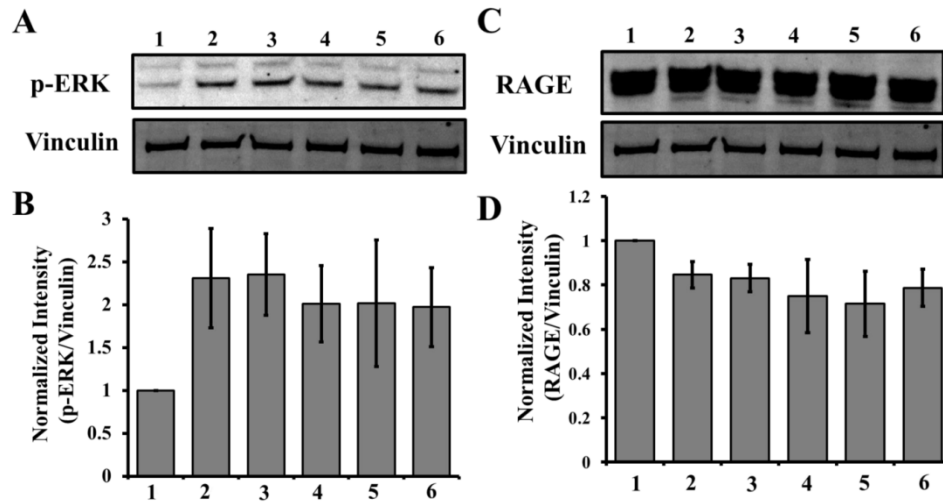 A
1 2 3 4 5 6
p-ERK
Vinculin
B
Normalized Intensity
(p-ERK/Vinculin)
3
2.5
2
1.5
1
0.5
0
1 2 3 4 5 6
C
1 2 3 4 5 6
RAGE
Vinculin
D
Normalized Intensity
(RAGE/Vinculin)
1.2
1
0.8
0.6
0.4
0.2
0
1 2 3 4 5 6